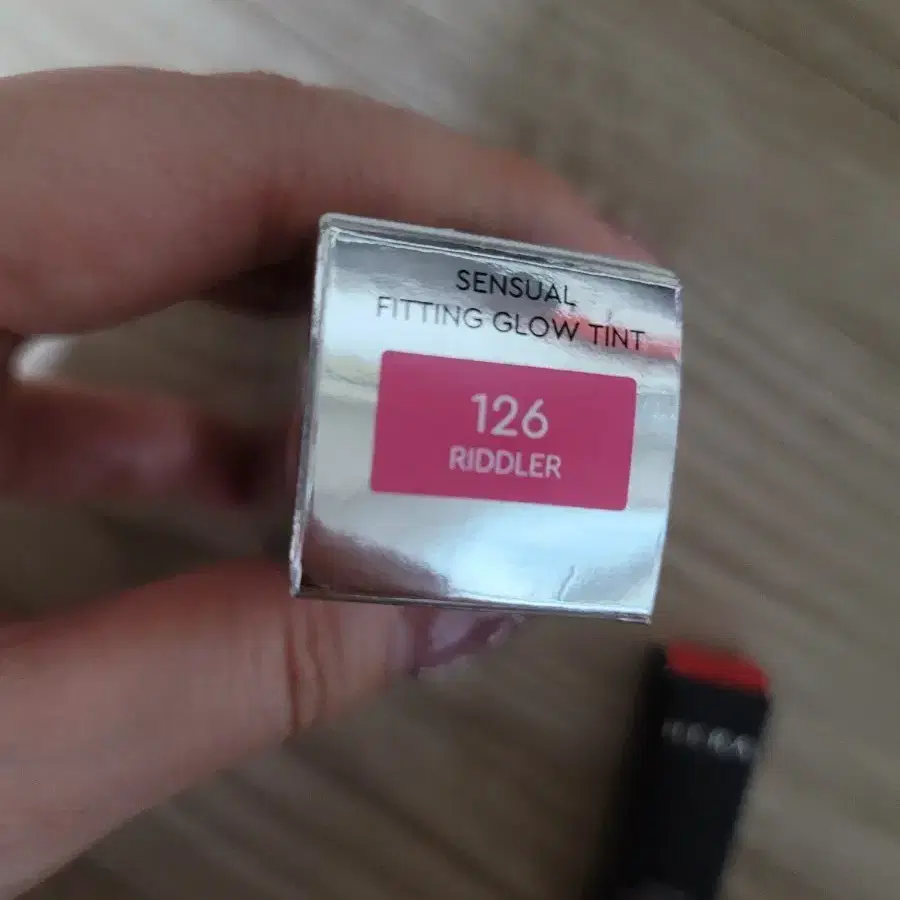 SENSUAL
FITTING GLOW TINT
126
RIDDLER